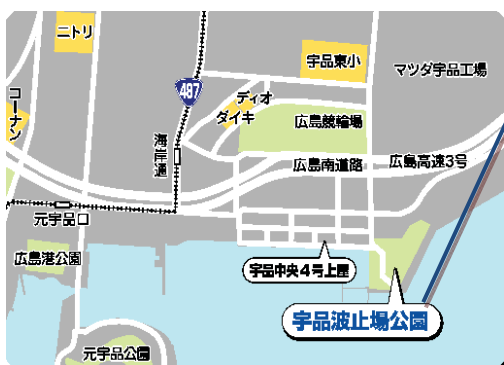 ニトリ
宇品東小
マツダ宇品工場
487
ディオ
ダイキ
コーナン
広島競輪場
海岸通
広島南道路
広島高速3号
元宇品口
広島港公園
宇品中央4号上屋
宇品波止場公園
元宇品公園